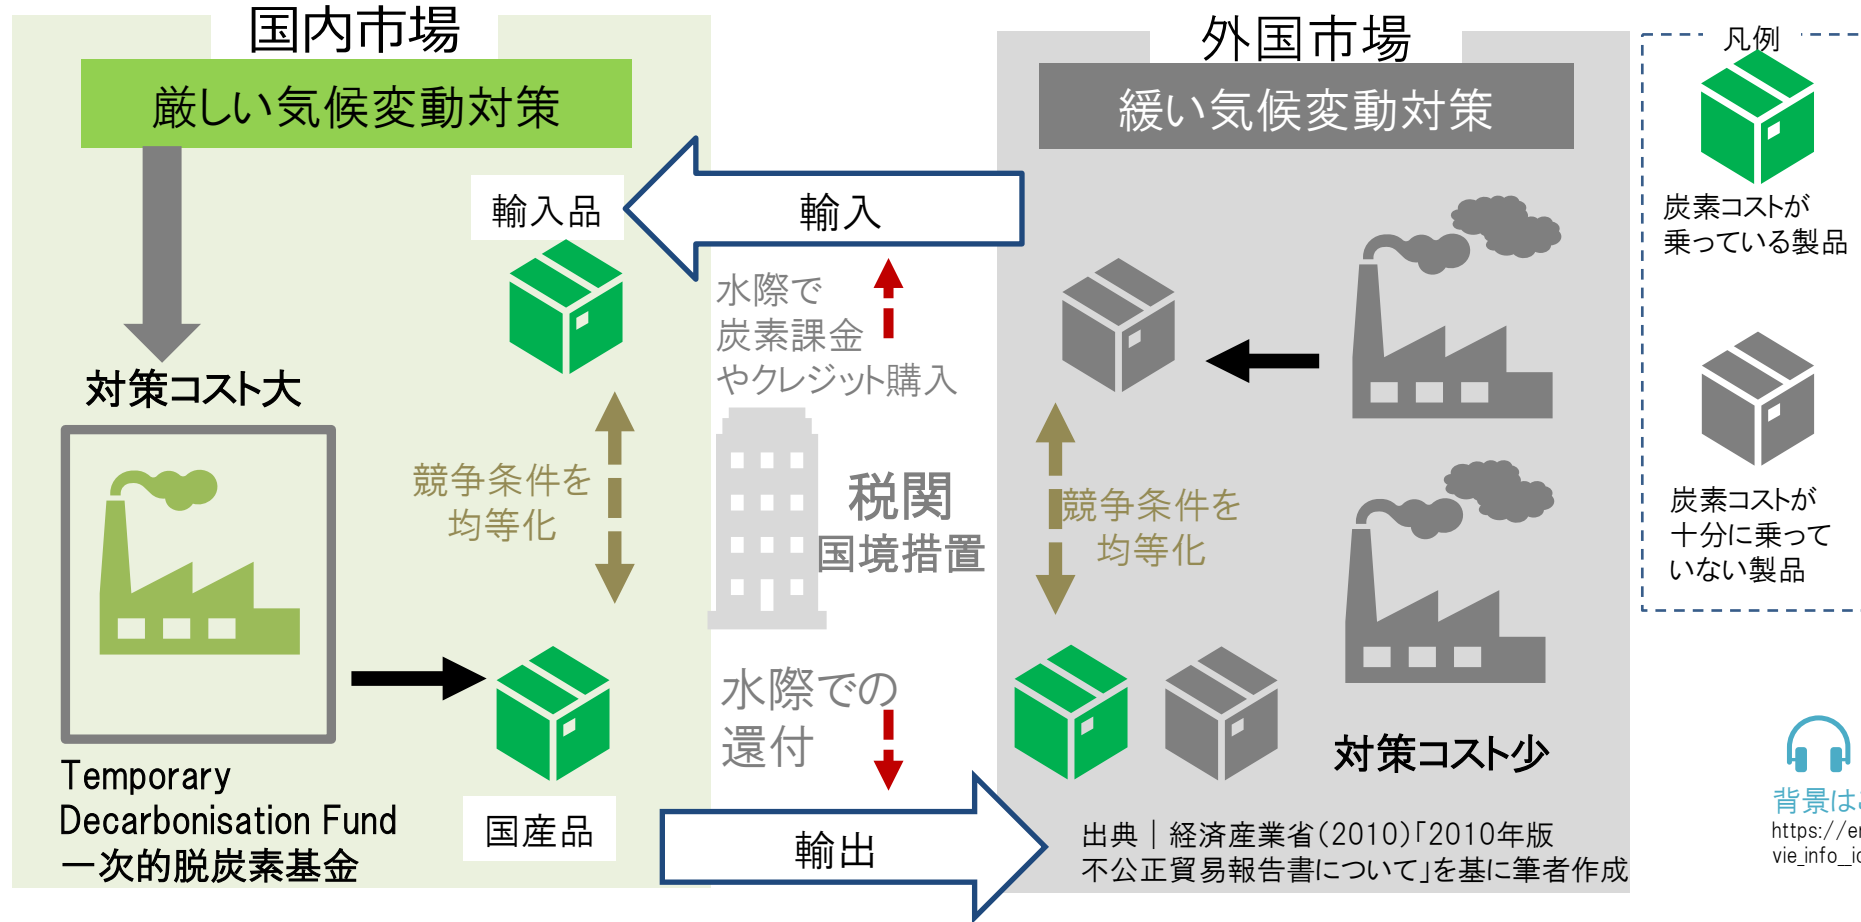 国内市場
厳しい気候変動対策
対策コスト大
Temporary
Decarbonisation Fund
一次的脱炭素基金
輸入品
競争条件を
均等化
国産品
輸入
水際で
炭素課金
やクレジット購入
税関
国境措置
水際での
還付
輸出
外国市場
緩い気候変動対策
競争条件を
均等化
対策コスト少
出典｜経済産業省(2010)「2010年版
不公正貿易報告書について」を基に筆者作成
凡例
炭素コストが
乗っている製品
炭素コストが
十分に乗って
いない製品
背景は
https://e
vie_info_i